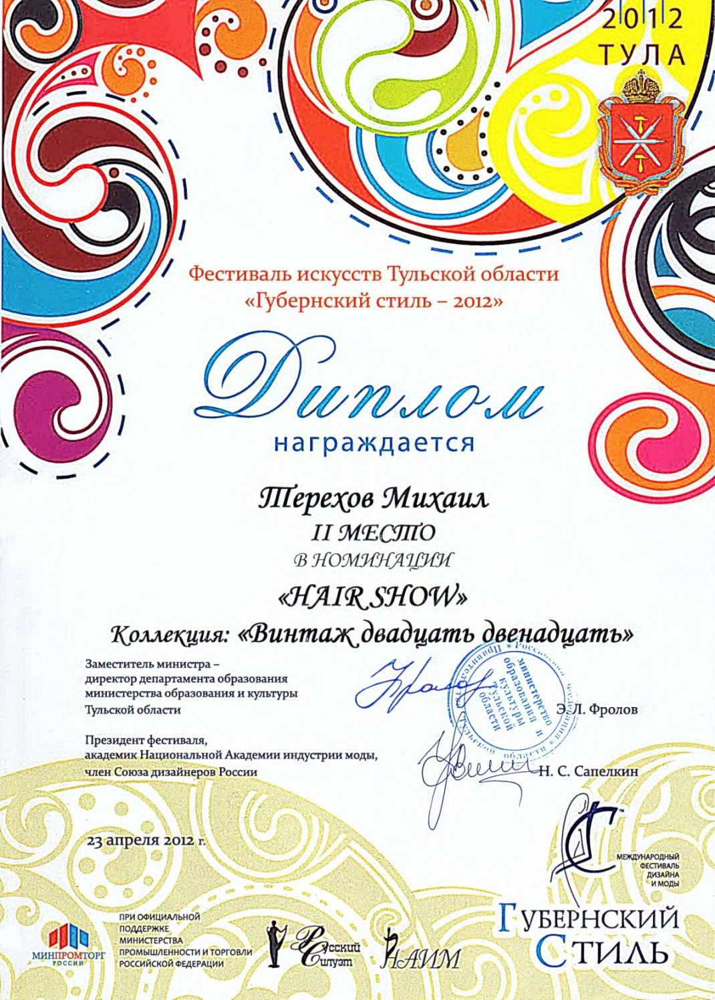 2012
ТУЛА
Фестиваль искусств Тульской области
«Губернский стиль – 2012»
Диплом
награждается
Терехов Михаил
II МЕСТО
В НОМИНАЦИИ
«HAIR SHOW»
Коллекция: «Винтаж двадцать двенадцать»
Заместитель министра –
директор департамента образования
министерства образования и культуры
Тульской области
Э. Л. Фролов
министерство
образования и
культуры
Тульской
области
Президент фестиваля,
академик Национальной Академии индустрии моды,
член Союза дизайнеров России
Н. С. Сапелкин
23 апреля 2012 г.
МЕЖДУНАРОДНЫЙ
ФЕСТИВАЛЬ
ДИЗАЙНА
И МОДЫ
ГУБЕРНСКИЙ
СТИЛЬ
МИНПРОМТОРГ
РОССИИ
ПРИ ОФИЦИАЛЬНОЙ
ПОДДЕРЖКЕ
МИНИСТЕРСТВА
ПРОМЫШЛЕННОСТИ И ТОРГОВЛИ
РОССИЙСКОЙ ФЕДЕРАЦИИ
Русский
Силуэт
НАИМ